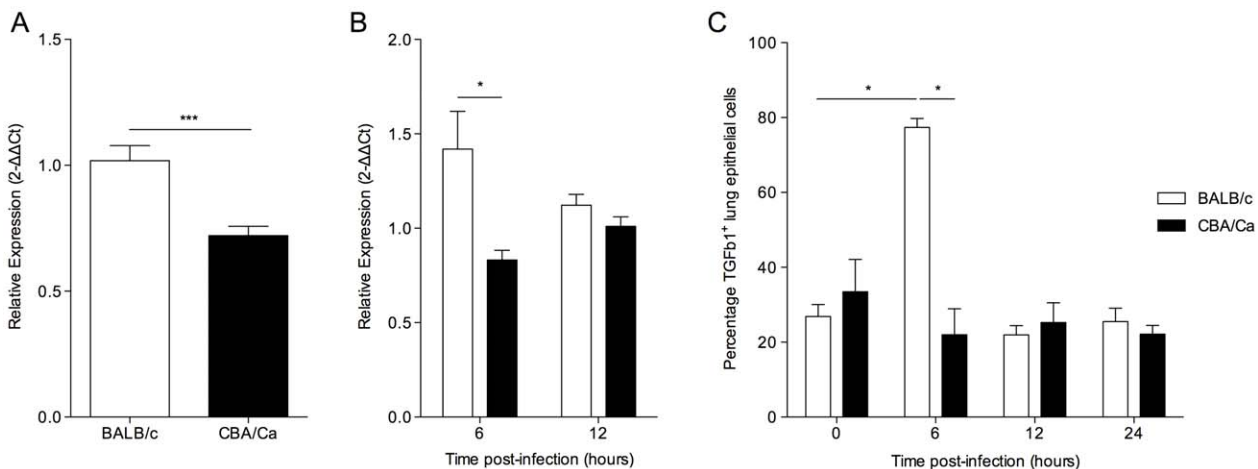 A
Relative Expression (2-ΔΔCt)
1.5
1.0
0.5
0.0
***
BALB/c CBA/Ca
B
Relative Expression (2-ΔΔCt)
2.0
1.5
1.0
0.5
0.0
*
6 12
Time post-infection (hours)
C
Percentage TGFb1⁺ lung epithelial cells
100
80
60
40
20
0
* *
0 6 12 24
Time post-infection (hours)
BALB/c
CBA/Ca